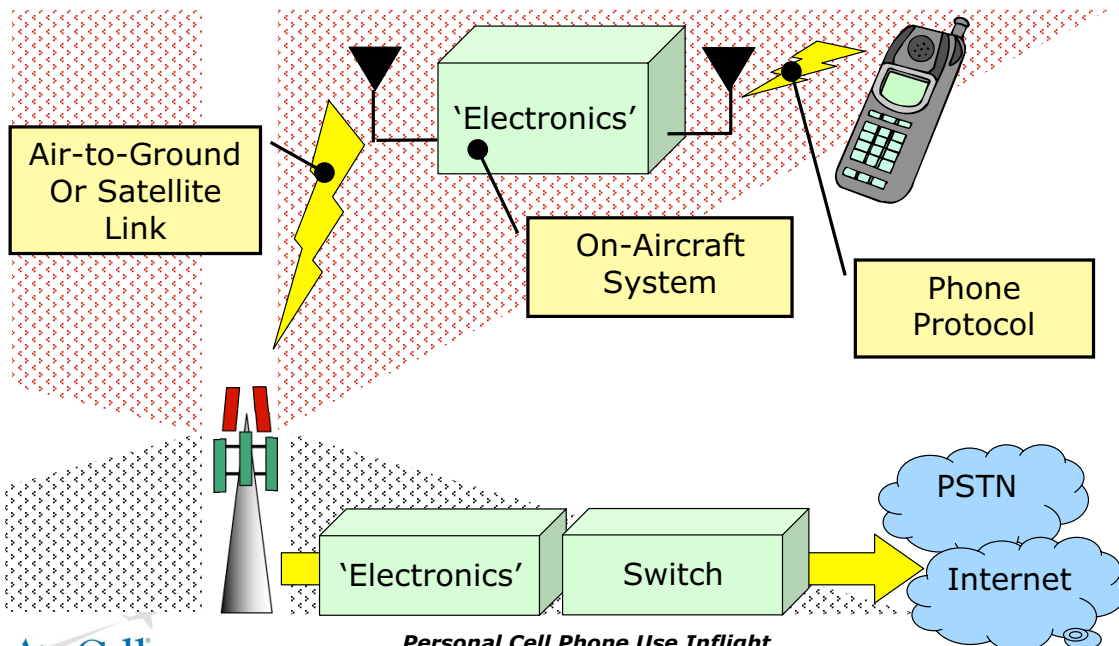 ‘Electronics’
Air-to-Ground
Or Satellite
Link
On-Aircraft
System
Phone
Protocol
PSTN
‘Electronics’
Switch
Internet
Personal Cell Phone Use Inflight